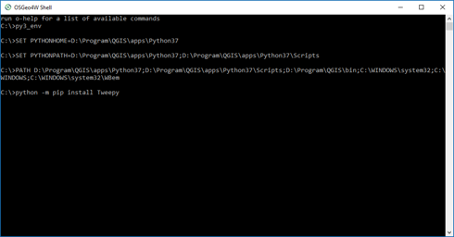 OSGeo4W Shell
run o-help for a list of available commands
C:\>py3_env
C:\>SET PYTHONHOME=D:\Program\QGIS\apps\Python37
C:\>SET PYTHONPATH=D:\Program\QGIS\apps\Python37;D:\Program\QGIS\apps\Python37\Scripts
C:\>PATH D:\Program\QGIS\apps\Python37;D:\Program\QGIS\apps\Python37\Scripts;D:\Program\QGIS\bin;C:\WINDOWS\system32;C:\
WINDOWS;C:\WINDOWS\system32\WBem
C:\>python -m pip install Tweepy